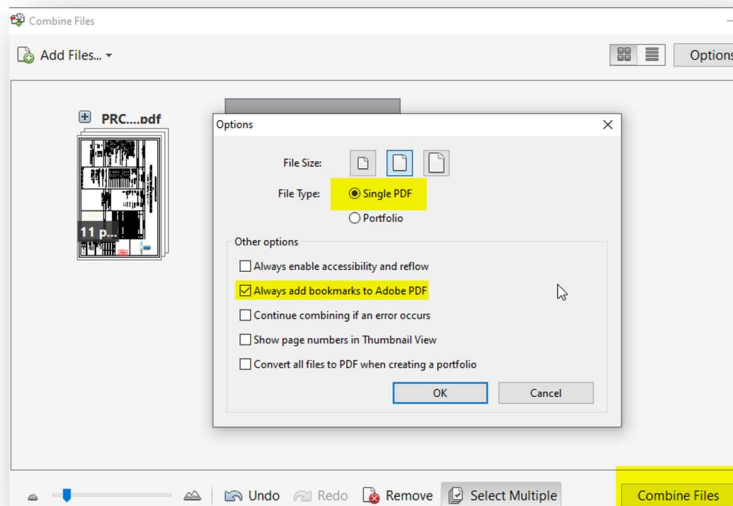 Combine Files
Add Files...
Options
PRC....pdf
11 p...
Options
File Size:
File Type:
Single PDF
Portfolio
Other options
Always enable accessibility and reflow
Always add bookmarks to Adobe PDF
Continue combining if an error occurs
Show page numbers in Thumbnail View
Convert all files to PDF when creating a portfolio
OK
Cancel
Undo
Redo
Remove
Select Multiple
Combine Files